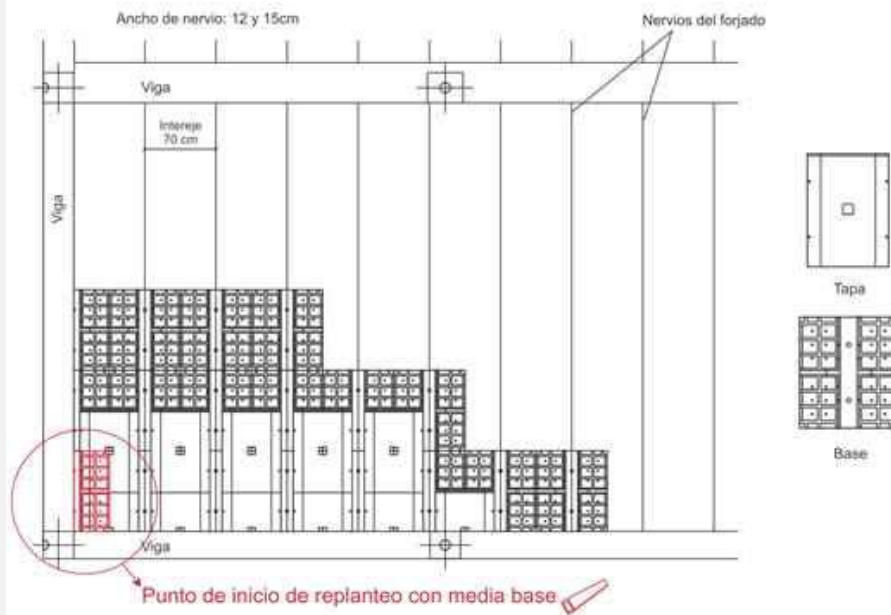 Ancho de nervio: 12 y 15cm
Nervios del forjado
Viga
Intereje
70 cm
Viga
Tapa
Base
Viga
Punto de inicio de replanteo con media base